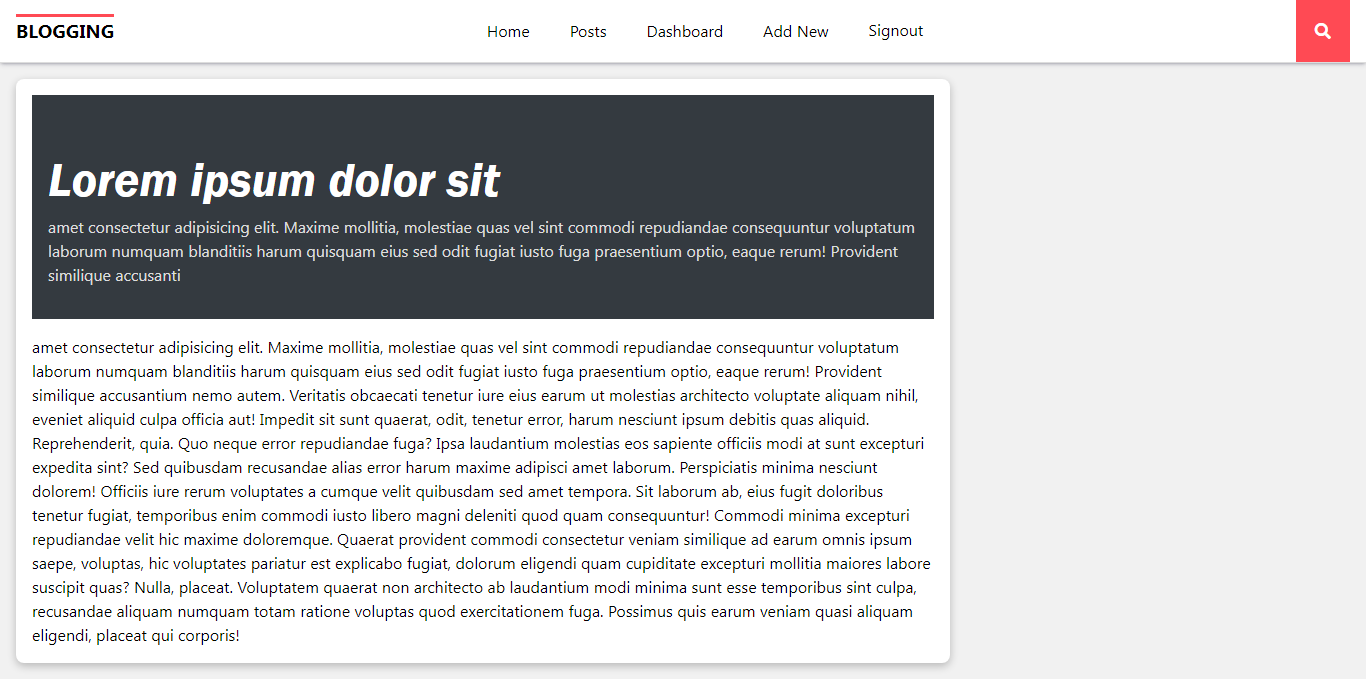 BLOGGING
Home Posts Dashboard Add New Signout
Lorem ipsum dolor sit
amet consectetur adipisicing elit. Maxime mollitia, molestiae quas vel sint commodi repudiandae consequuntur voluptatum
laborum numquam blanditiis harum quisquam eius sed odit fugiat iusto fuga praesentium optio, eaque rerum! Provident
similique accusanti
amet consectetur adipisicing elit. Maxime mollitia, molestiae quas vel sint commodi repudiandae consequuntur voluptatum
laborum numquam blanditiis harum quisquam eius sed odit fugiat iusto fuga praesentium optio, eaque rerum! Provident
similique accusantium nemo autem. Veritatis obcaecati tenetur iure eius earum ut molestias architecto voluptate aliquam nihil,
eveniet aliquid culpa officia aut! Impedit sit sunt quaerat, odit, tenetur error, harum nesciunt ipsum debitis quas aliquid.
Reprehenderit, quia. Quo neque error repudiandae fuga? Ipsa laudantium molestias eos sapiente officiis modi at sunt excepturi
expedita sint? Sed quibusdam recusandae alias error harum maxime adipisci amet laborum. Perspiciatis minima nesciunt
dolorem! Officiis iure rerum voluptates a cumque velit quibusdam sed amet tempora. Sit laborum ab, eius fugit doloribus
tenetur fugiat, temporibus enim commodi iusto libero magni deleniti quod quam consequuntur! Commodi minima excepturi
repudiandae velit hic maxime doloremque. Quaerat provident commodi consectetur veniam similique ad earum omnis ipsum
saepe, voluptas, hic voluptates pariatur est explicabo fugiat, dolorum eligendi quam cupiditate excepturi mollitia maiores labore
suscipit quas? Nulla, placeat. Voluptatem quaerat non architecto ab laudantium modi minima sunt esse temporibus sint culpa,
recusandae aliquam numquam totam ratione voluptas quod exercitationem fuga. Possimus quis earum veniam quasi aliquam
eligendi, placeat qui corporis!